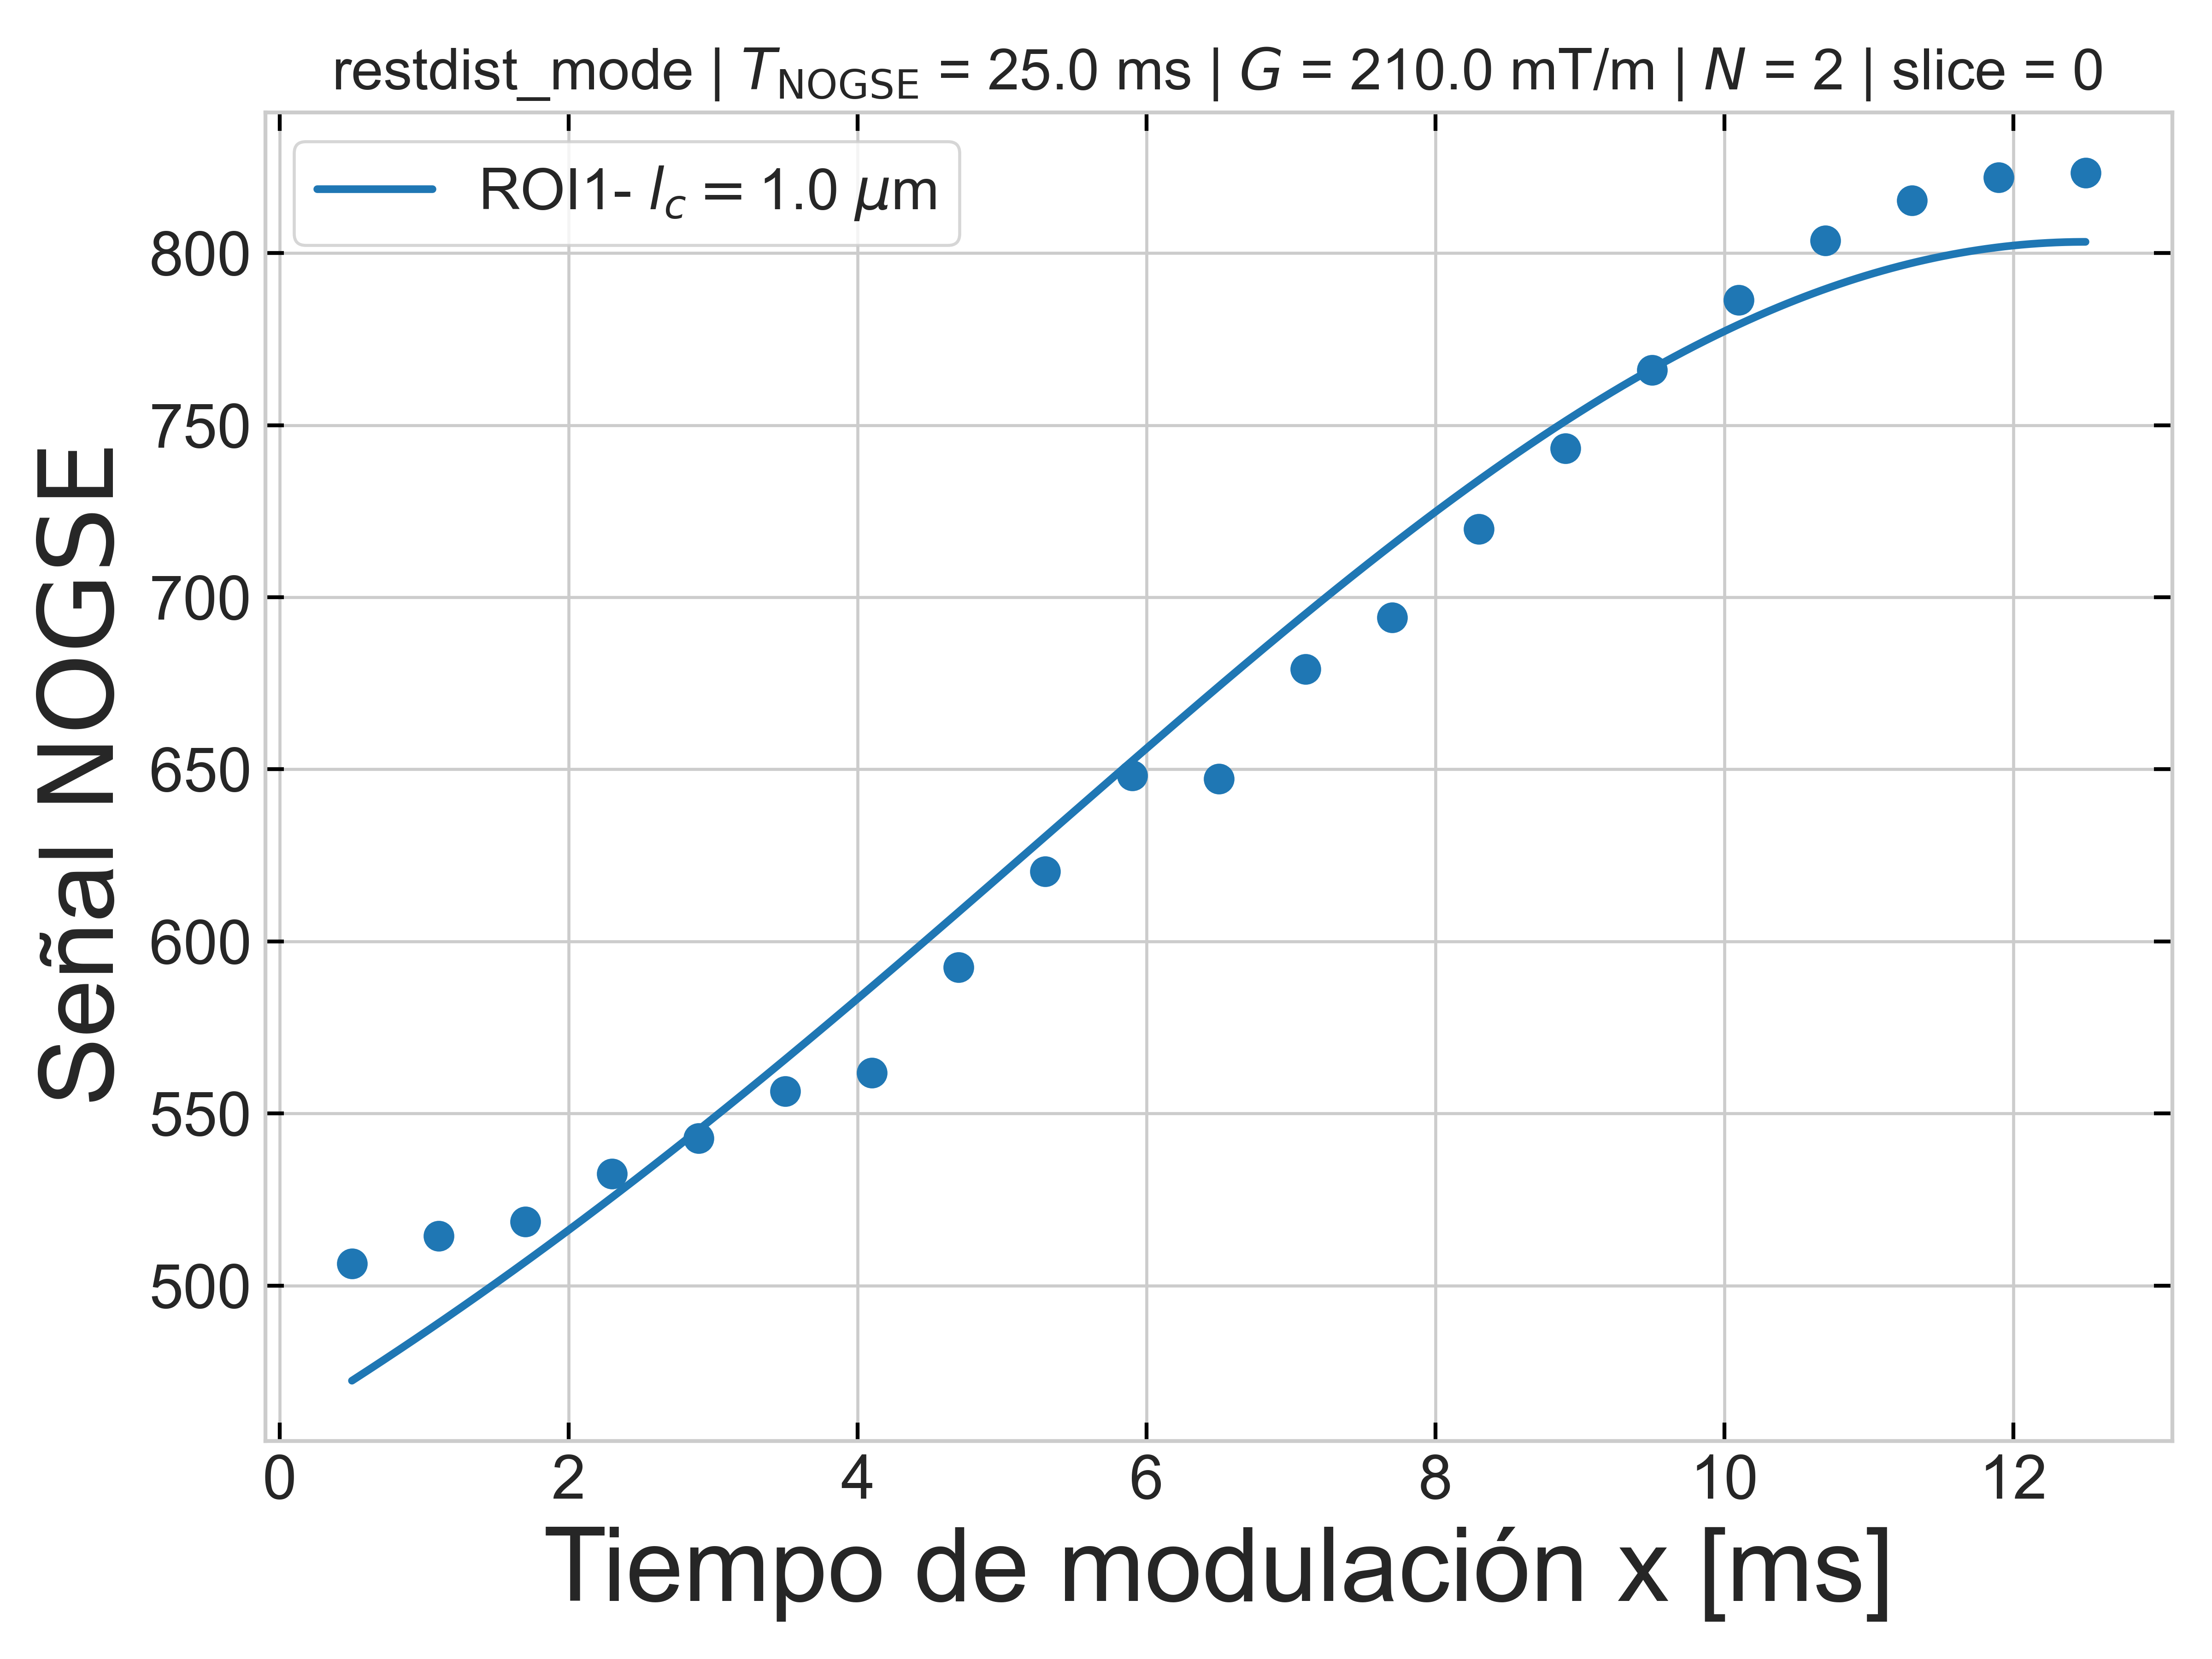 restdist_mode | T_NOGSE = 25.0 ms | G = 210.0 mT/m | N = 2 | slice = 0
ROI1- l_c = 1.0 μm
Señal NOGSE
800
750
700
650
600
550
500
0 2 4 6 8 10 12
Tiempo de modulación x [ms]